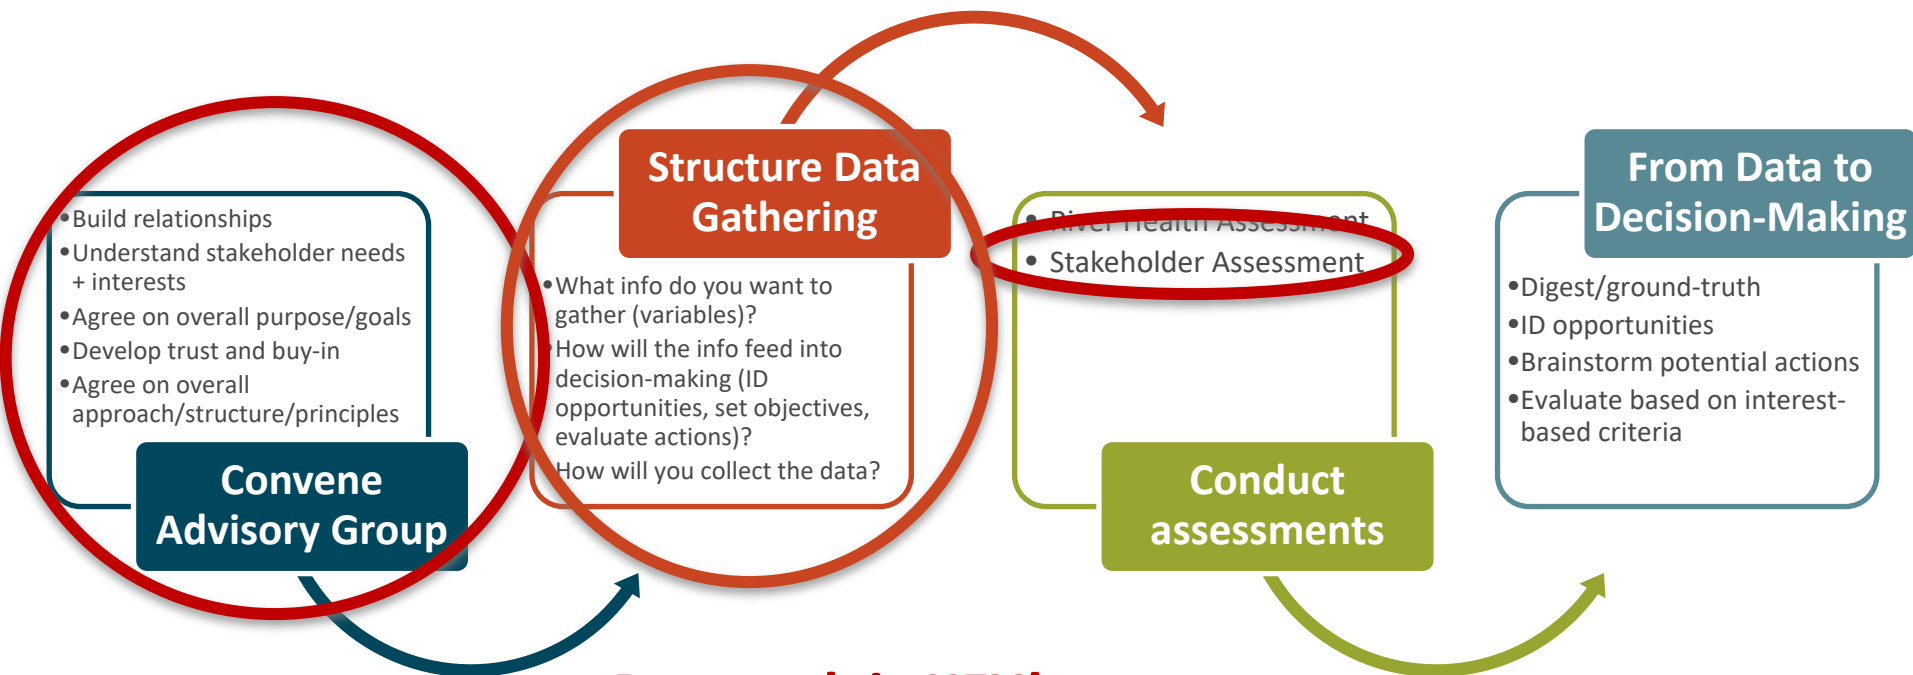 • Build relationships
• Understand stakeholder needs
+ interests
• Agree on overall purpose/goals
• Develop trust and buy-in
• Agree on overall
approach/structure/principles
Convene
Advisory Group
Structure Data
Gathering
• What info do you want to
gather (variables)?
• How will the info feed into
decision-making (ID
opportunities, set objectives,
evaluate actions)?
How will you collect the data?
• River Health Assessment
• Stakeholder Assessment
Conduct
assessments
From Data to
Decision-Making
• Digest/ground-truth
• ID opportunities
• Brainstorm potential actions
• Evaluate based on interest-
based criteria